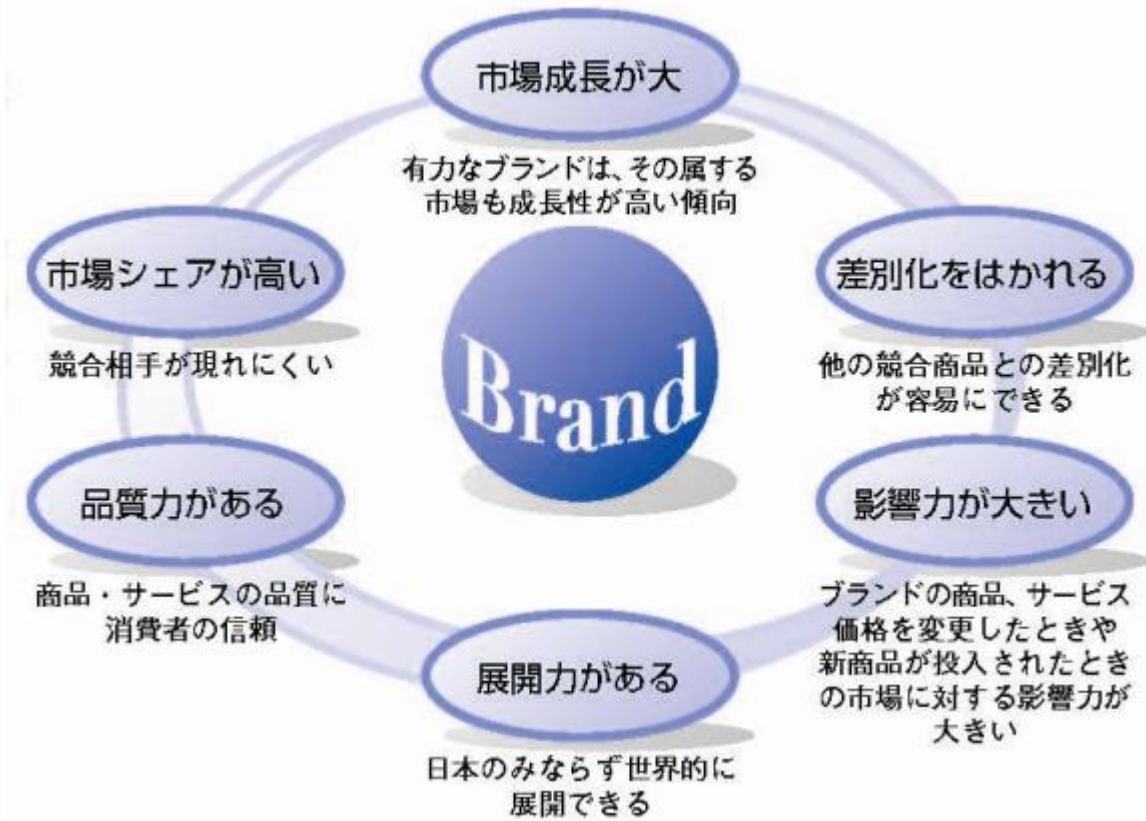 市場成長が大
有力なブランドは、その属する
市場も成長性が高い傾向
市場シェアが高い
競合相手が現れにくい
差別化をはかれる
他の競合商品との差別化
が容易にできる
Brand
品質力がある
商品・サービスの品質に
消費者の信頼
影響力が大きい
ブランドの商品、サービス
価格を変更したときや
新商品が投入されたとき
の市場に対する影響力が
大きい
展開力がある
日本のみならず世界的に
展開できる